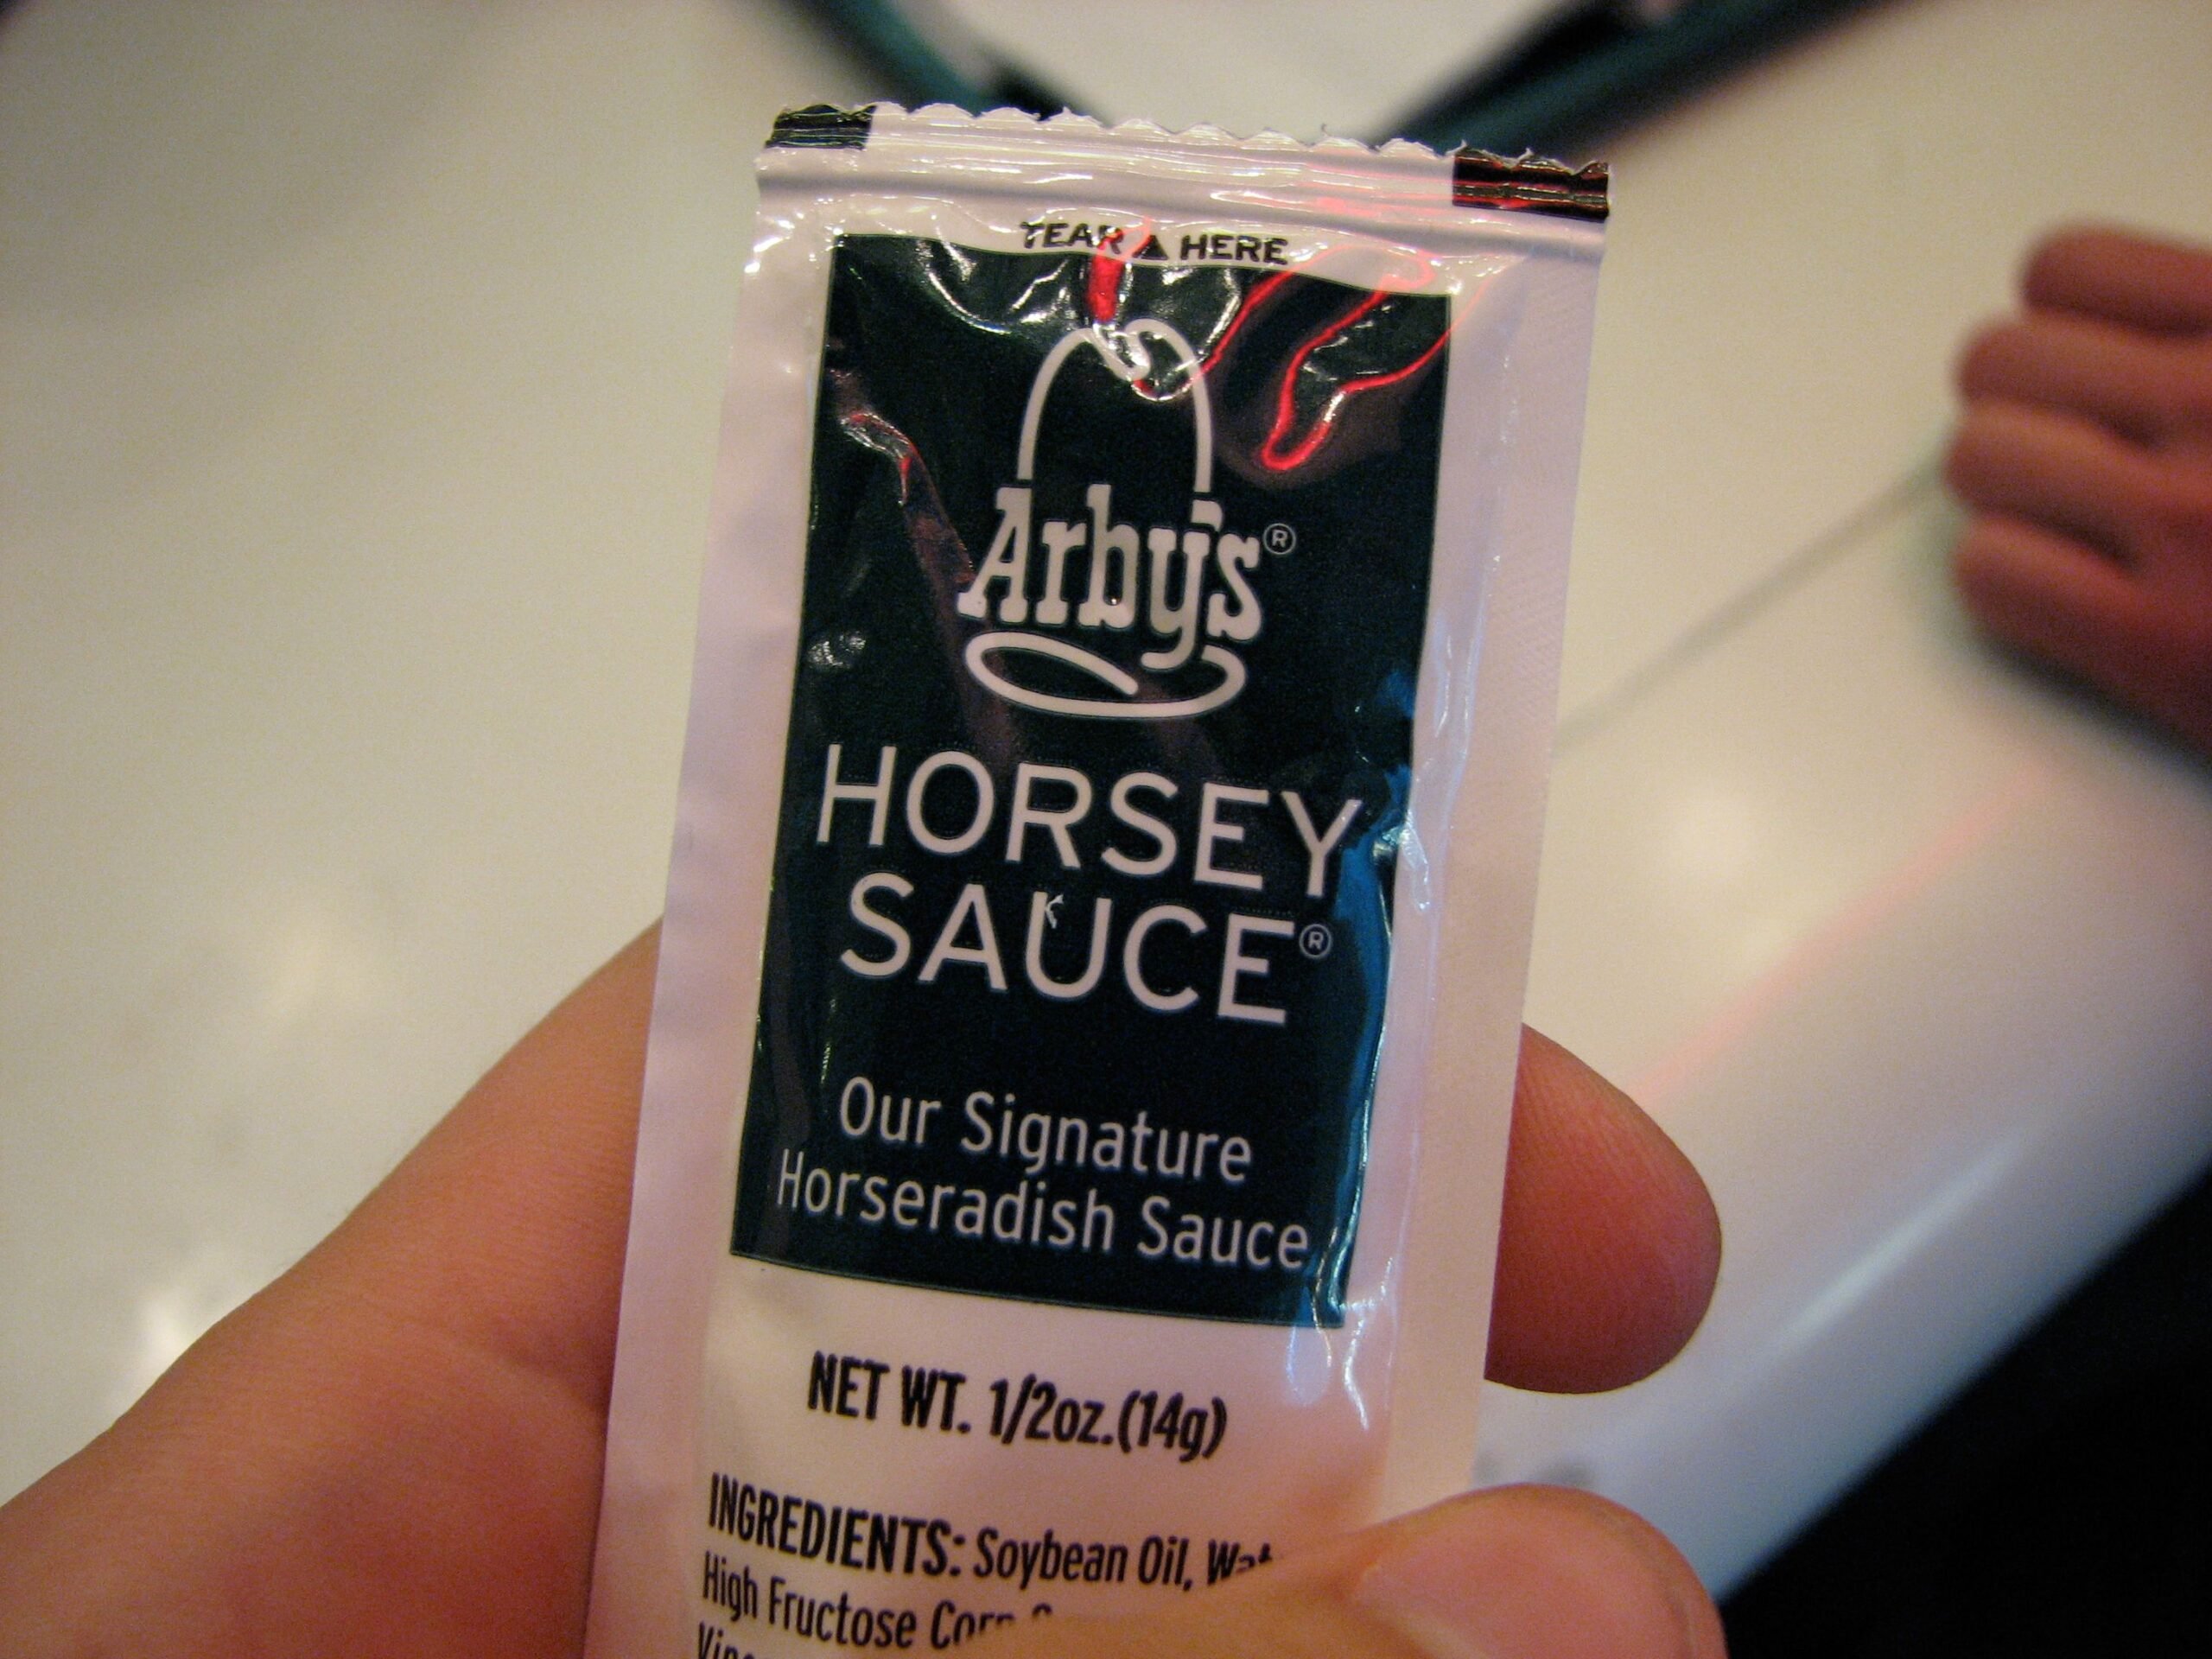 TEAR ▲ HERE
Arby's®
HORSEY
SAUCE®
Our Signature
Horseradish Sauce
NET WT. 1/2oz.(14g)
INGREDIENTS: Soybean Oil,
High Fructose